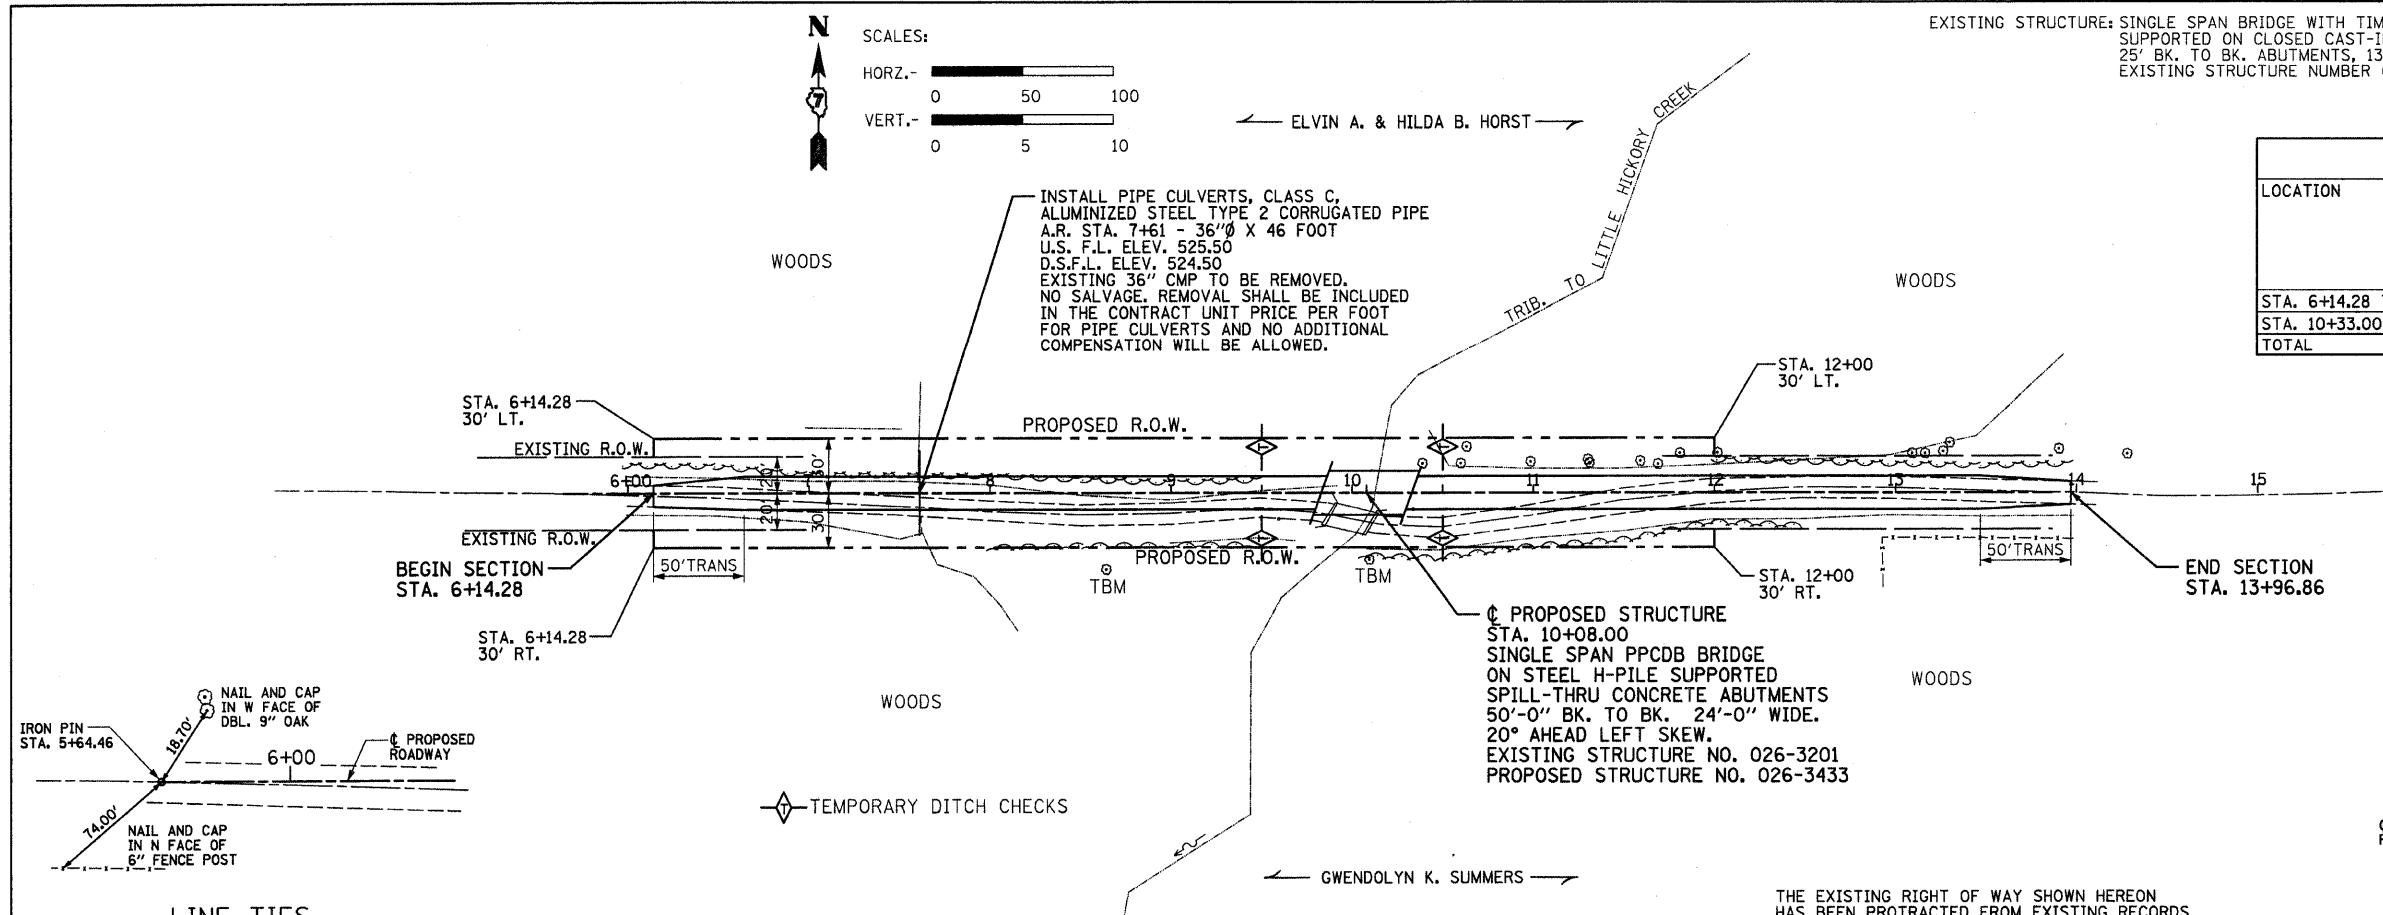 N
7
SCALES:
HORZ.-
0 50 100
VERT.-
0 5 10
EXISTING STRUCTURE: SINGLE SPAN BRIDGE WITH
SUPPORTED ON CLOSED
25' BK. TO BK. ABUTMENTS,
EXISTING STRUCTURE NUMBER
ELVIN A. & HILDA B. HORST
TRIB. TO LITTLE HICKORY CREEK
LOCATION
STA. 6+14.28
STA. 10+33.00
TOTAL
INSTALL PIPE CULVERTS, CLASS C,
ALUMINIZED STEEL TYPE 2 CORRUGATED PIPE
A.R. STA. 7+61 - 36"Ø X 46 FOOT
U.S. F.L. ELEV. 525.50
D.S.F.L. ELEV. 524.50
EXISTING 36" CMP TO BE REMOVED.
NO SALVAGE. REMOVAL SHALL BE INCLUDED
IN THE CONTRACT UNIT PRICE PER FOOT
FOR PIPE CULVERTS AND NO ADDITIONAL
COMPENSATION WILL BE ALLOWED.
WOODS
WOODS
STA. 12+00
30' LT.
STA. 6+14.28
30' LT.
PROPOSED R.O.W.
EXISTING R.O.W.
20'
30'
T
T
6+00 8 9 10 11 12 13 14 15
20'
30'
EXISTING R.O.W.
T
T
PROPOSED R.O.W.
50'TRANS
50'TRANS
BEGIN SECTION
STA. 6+14.28
TBM
TBM
STA. 12+00
30' RT.
END SECTION
STA. 13+96.86
STA. 6+14.28
30' RT.
℄ PROPOSED STRUCTURE
STA. 10+08.00
SINGLE SPAN PPCDB BRIDGE
ON STEEL H-PILE SUPPORTED
SPILL-THRU CONCRETE ABUTMENTS
50'-0" BK. TO BK. 24'-0" WIDE.
20° AHEAD LEFT SKEW.
EXISTING STRUCTURE NO. 026-3201
PROPOSED STRUCTURE NO. 026-3433
WOODS
WOODS
NAIL AND CAP
IN W FACE OF
DBL. 9" OAK
IRON PIN
STA. 5+64.46
18.70'
6+00
℄ PROPOSED
ROADWAY
74.00'
NAIL AND CAP
IN N FACE OF
6" FENCE POST
T TEMPORARY DITCH CHECKS
GWENDOLYN K. SUMMERS
LINE TIES
THE EXISTING RIGHT OF WAY SHOWN HEREON
HAS BEEN PROTRACTED FROM EXISTING RECORDS